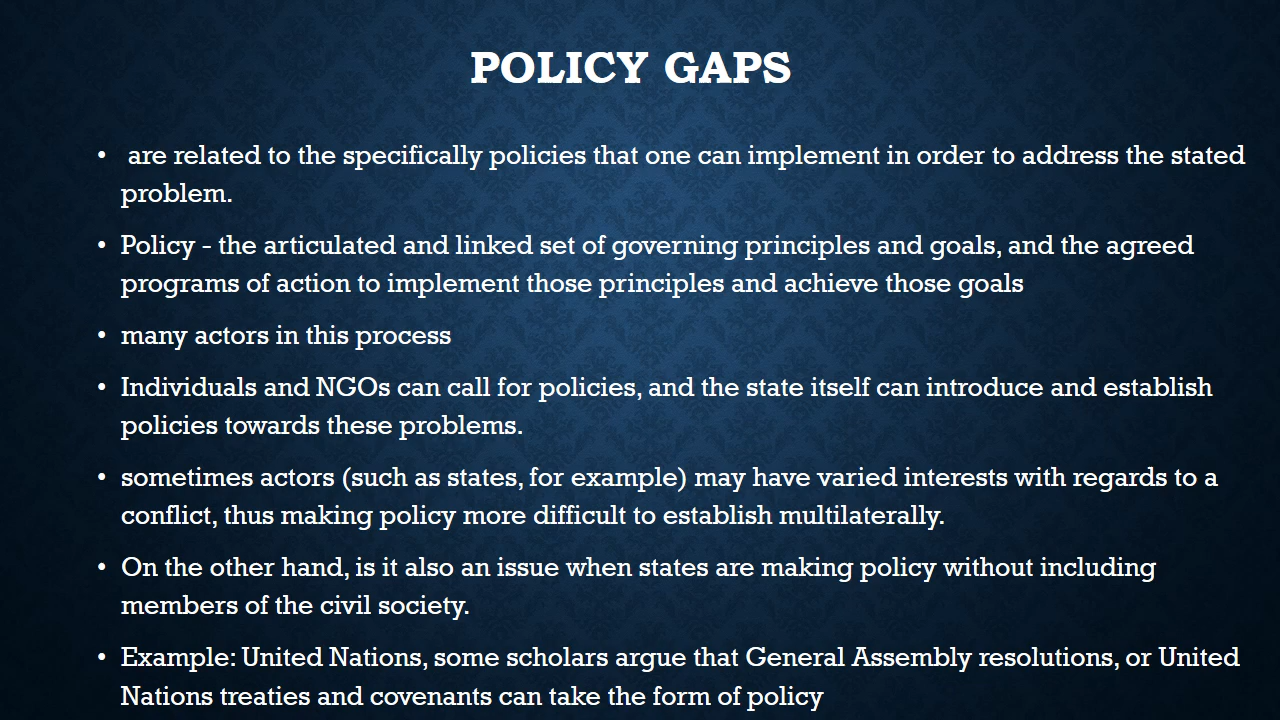 POLICY GAPS
• are related to the specifically policies that one can implement in order to address the stated
problem.
• Policy - the articulated and linked set of governing principles and goals, and the agreed
programs of action to implement those principles and achieve those goals
• many actors in this process
• Individuals and NGOs can call for policies, and the state itself can introduce and establish
policies towards these problems.
• sometimes actors (such as states, for example) may have varied interests with regards to a
conflict, thus making policy more difficult to establish multilaterally.
• On the other hand, is it also an issue when states are making policy without including
members of the civil society.
• Example: United Nations, some scholars argue that General Assembly resolutions, or United
Nations treaties and covenants can take the form of policy